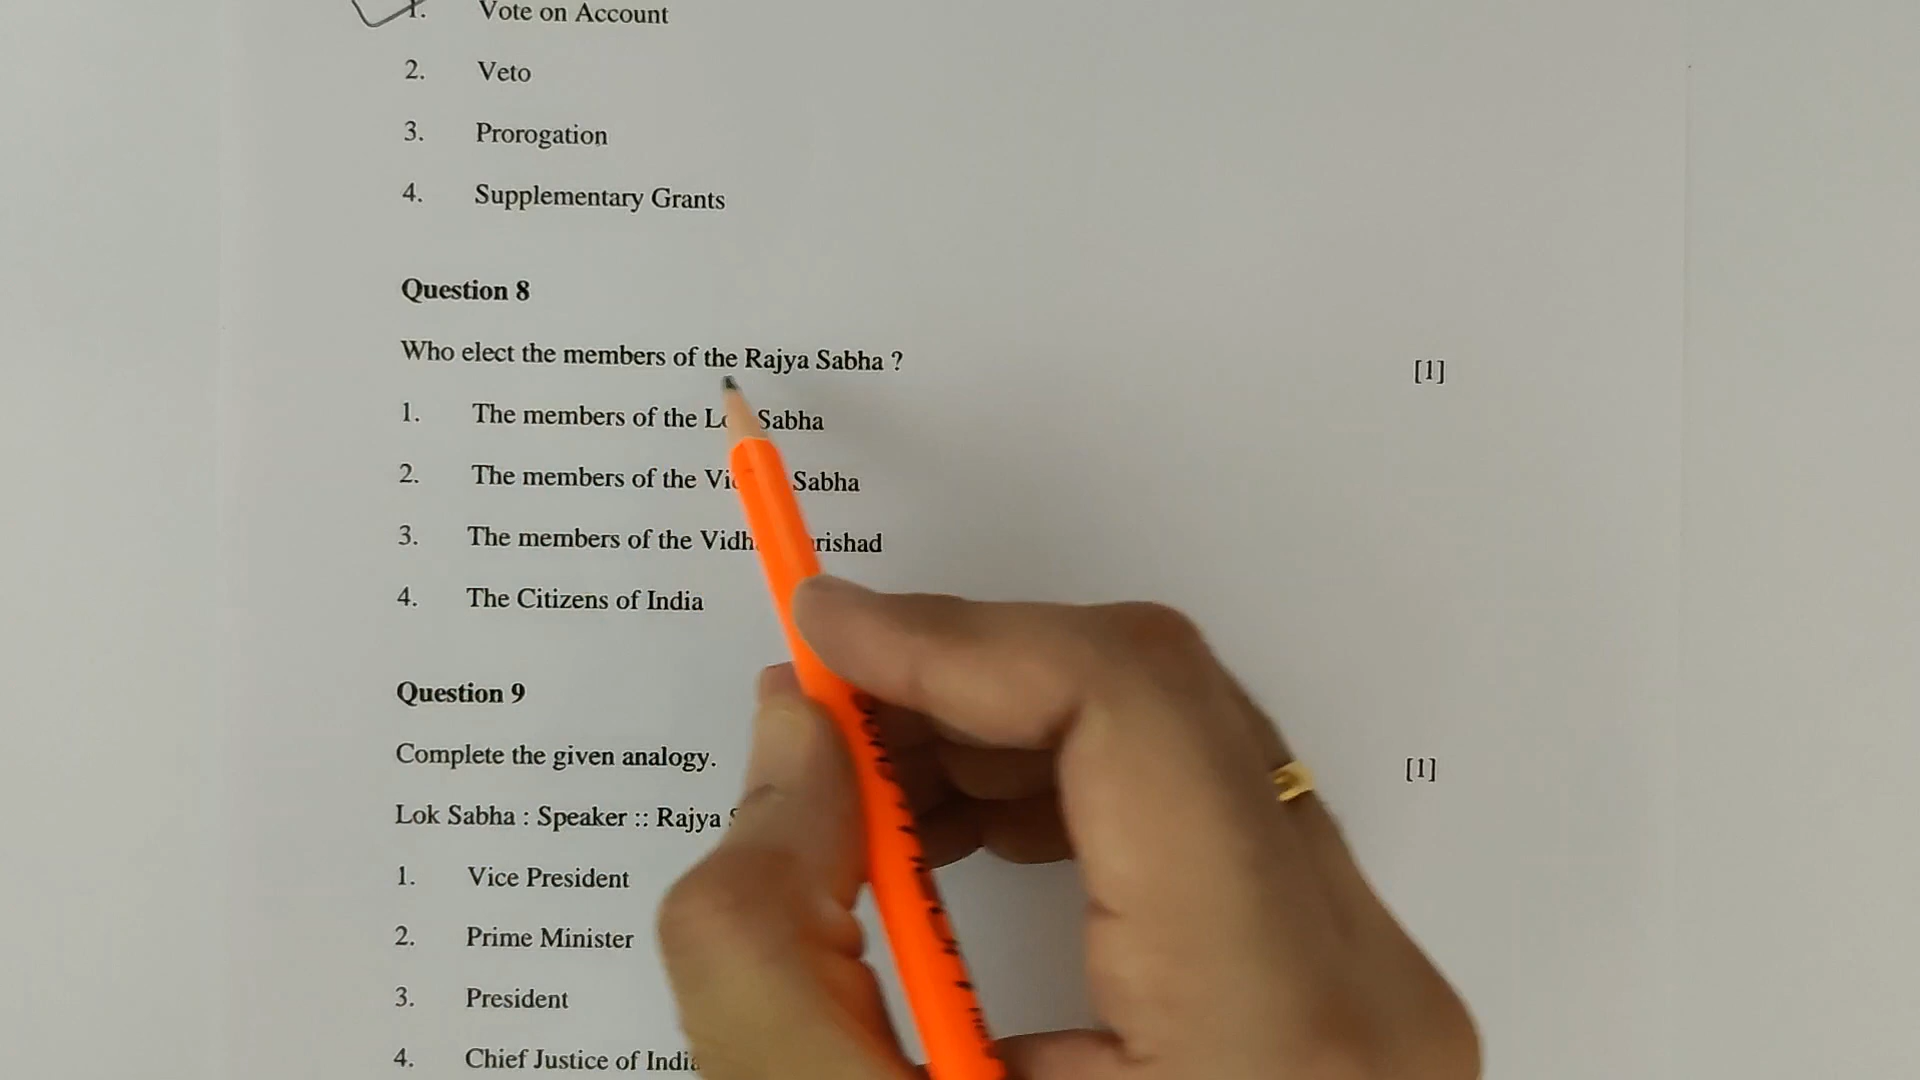 1. Vote on Account
2. Veto
3. Prorogation
4. Supplementary Grants
Question 8
Who elect the members of the Rajya Sabha ? [1]
1. The members of the Sabha
2. The members of the Sabha
3. The members of the
4. The Citizens of India
Question 9
Complete the given analogy. [1]
Lok Sabha : Speaker :: Rajya
1. Vice President
2. Prime Minister
3. President
4. Chief Justice of India